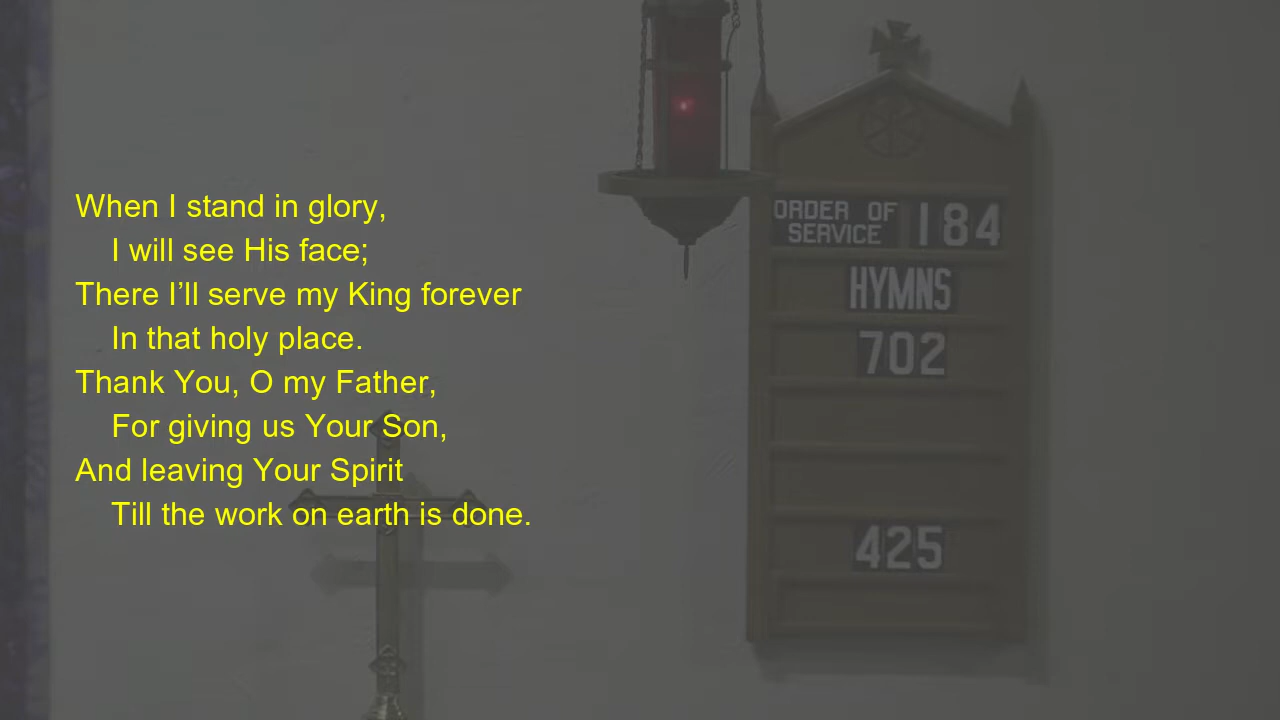 When I stand in glory,
I will see His face;
There I’ll serve my King forever
In that holy place.
Thank You, O my Father,
For giving us Your Son,
And leaving Your Spirit
Till the work on earth is done.
ORDER OF
SERVICE 184
HYMNS
702
425